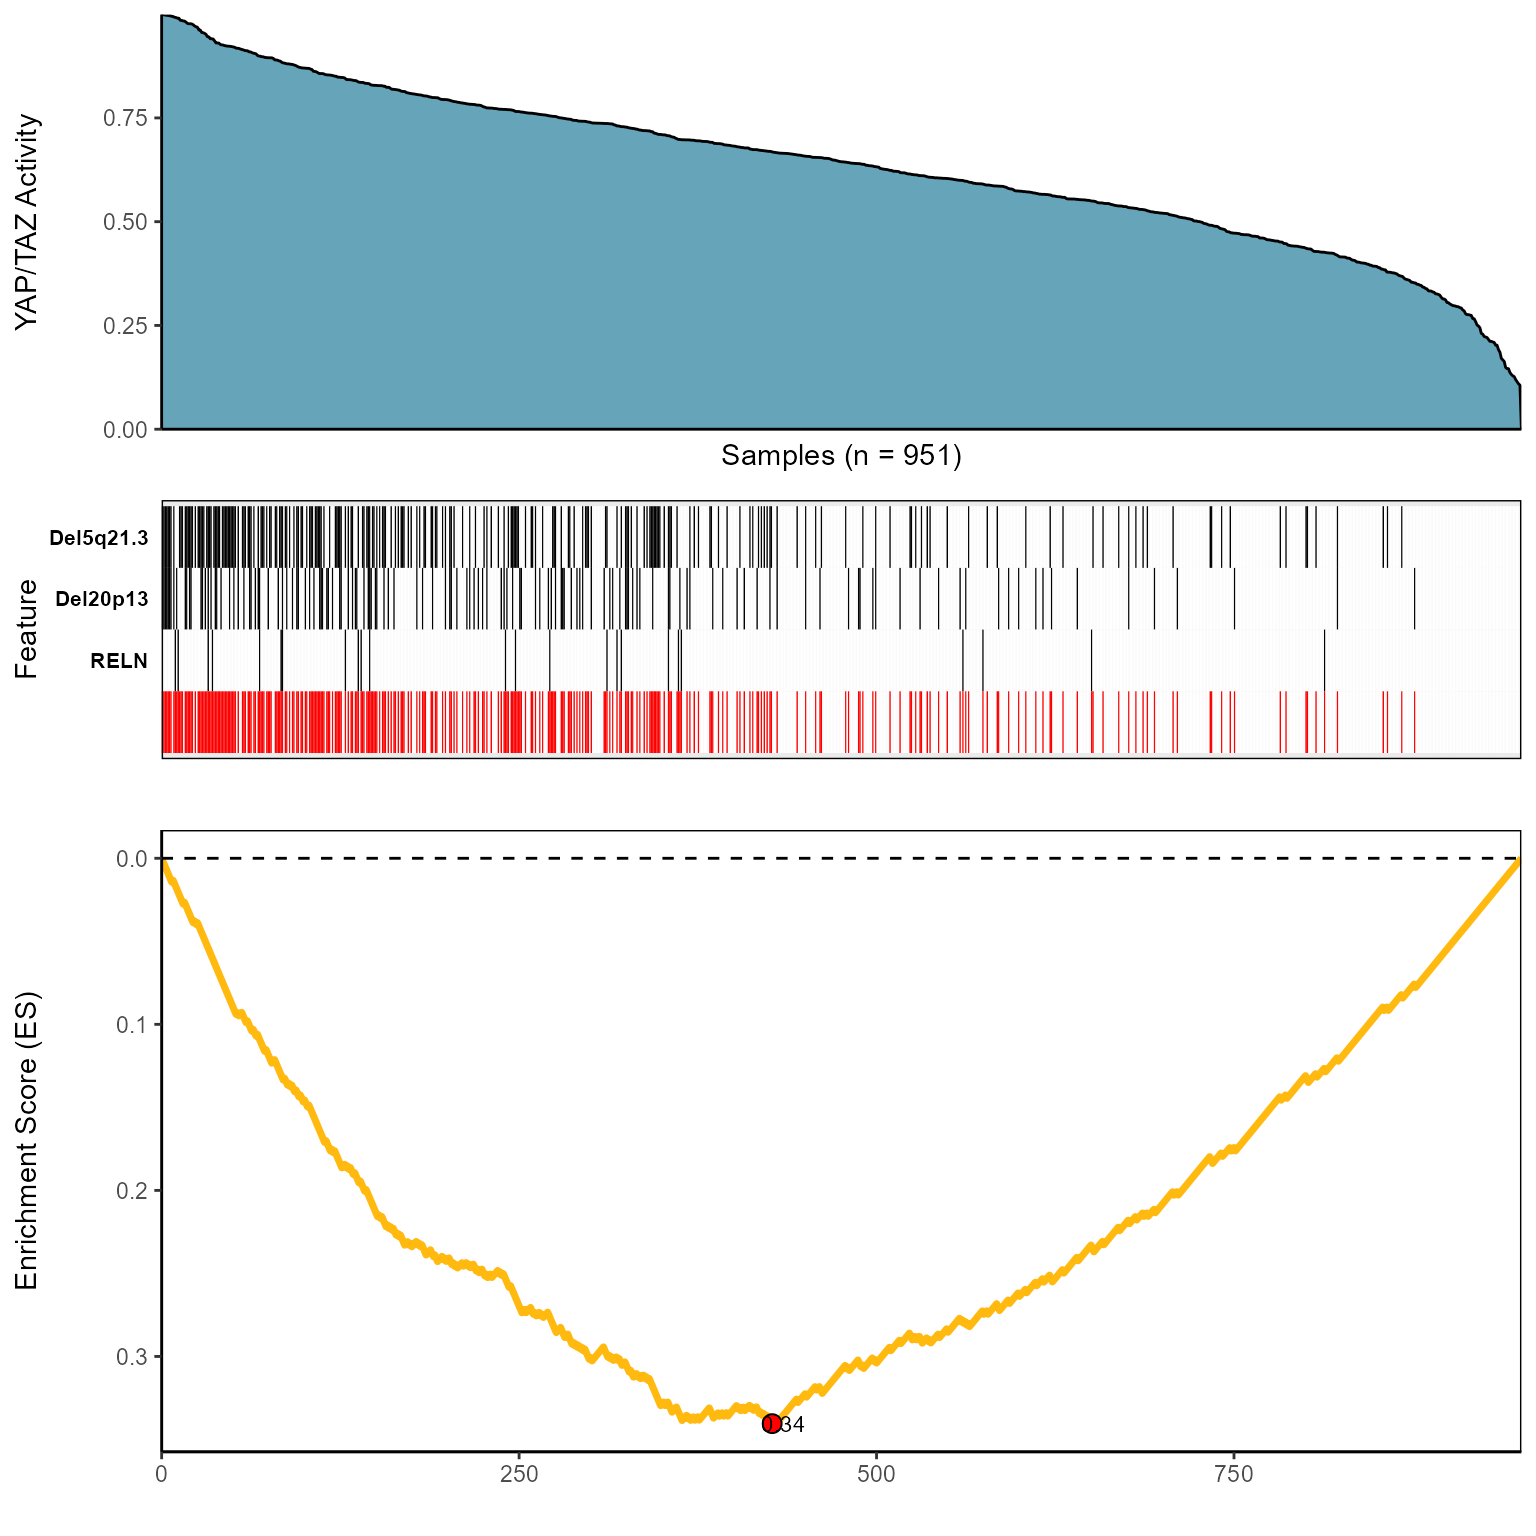 YAP/TAZ Activity
0.75
0.50
0.25
0.00
Samples (n = 951)
Feature
Del5q21.3
Del20p13
RELN
Enrichment Score (ES)
0.0
0.1
0.2
0.3
34
0
250
500
750